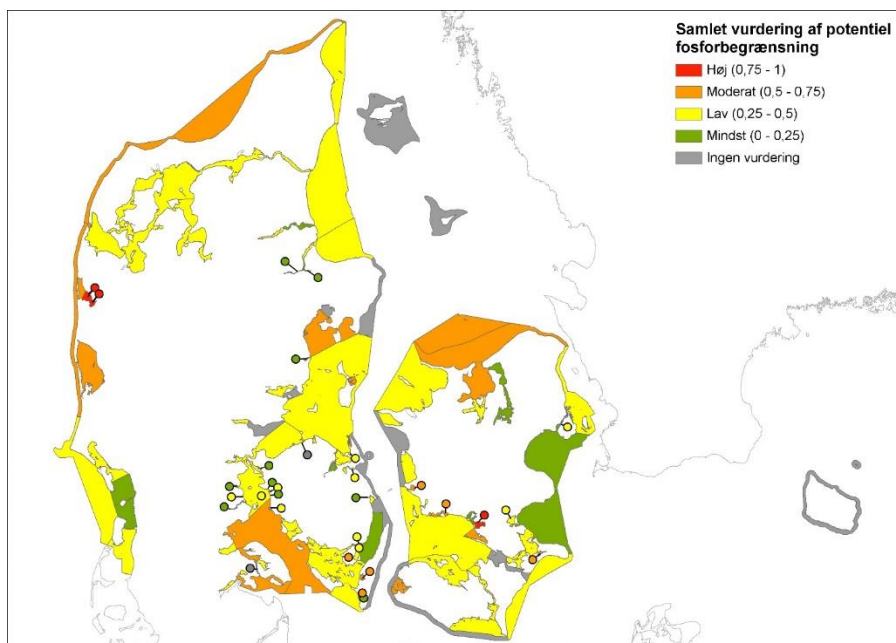 Samlet vurdering af potentiel
fosforbegrænsning
Høj (0,75 - 1)
Moderat (0,5 - 0,75)
Lav (0,25 - 0,5)
Mindst (0 - 0,25)
Ingen vurdering